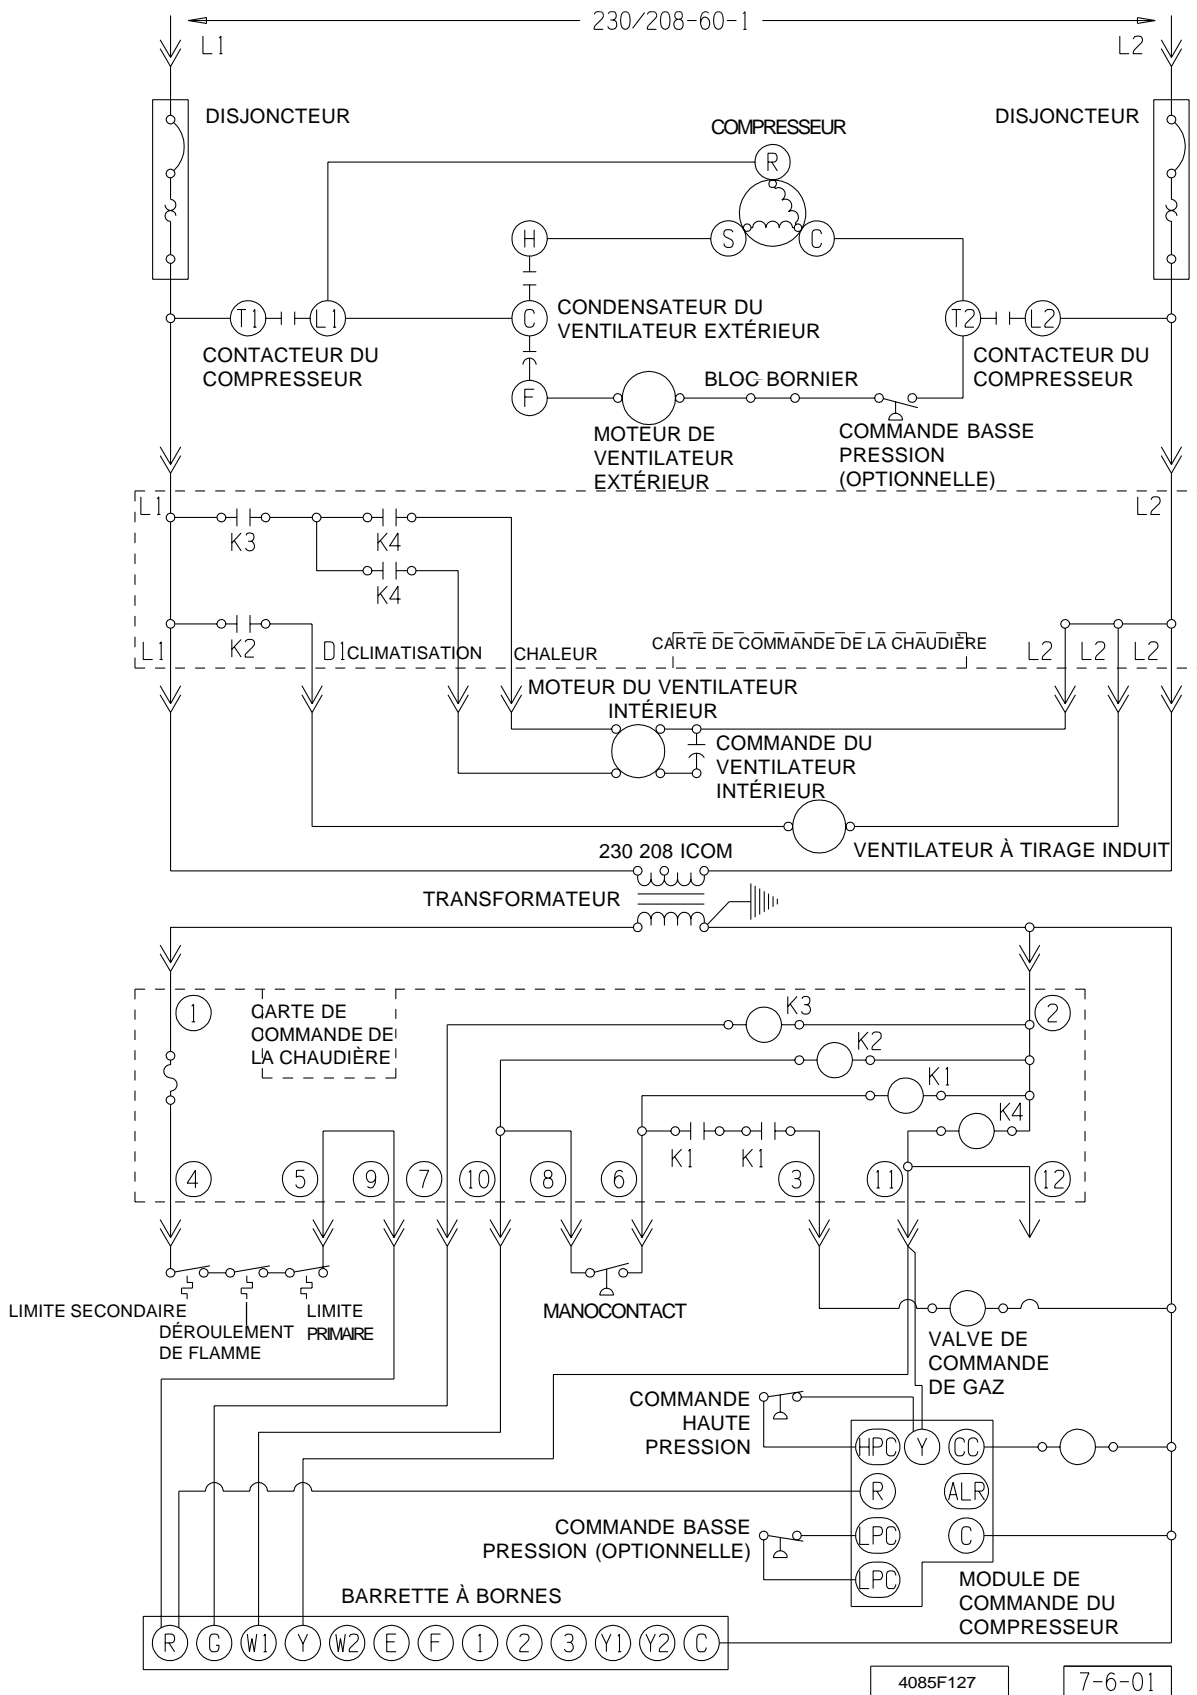 230/208-60-1
L1
L2
DISJONCTEUR
DISJONCTEUR
COMPRESSEUR
R
H
S
C
T1
L1
C
CONDENSATEUR DU
VENTILATEUR EXTÉRIEUR
T2
L2
CONTACTEUR DU
COMPRESSEUR
CONTACTEUR DU
COMPRESSEUR
BLOC BORNIER
F
MOTEUR DE
VENTILATEUR
EXTÉRIEUR
COMMANDE BASSE
PRESSION
(OPTIONNELLE)
L1
L2
K3
K4
K4
K2
L1
D1
CLIMATISATION
CHALEUR
CARTE DE COMMANDE DE LA CHAUDIÈRE
L2
L2
L2
MOTEUR DU VENTILATEUR
INTÉRIEUR
COMMANDE DU
VENTILATEUR
INTÉRIEUR
230 208 ICOM
VENTILATEUR À TIRAGE INDUIT
TRANSFORMATEUR
1
CARTE DE
COMMANDE DE
LA CHAUDIÈRE
K3
2
K2
K1
K4
K1
K1
4
5
9
7
10
8
6
3
11
12
LIMITE SECONDAIRE
DÉROULEMENT
DE FLAMME
LIMITE
PRIMAIRE
MANOCONTACT
VALVE DE
COMMANDE
DE GAZ
COMMANDE
HAUTE
PRESSION
HPC
Y
CC
R
ALR
COMMANDE BASSE
PRESSION (OPTIONNELLE)
LPC
C
LPC
MODULE DE
COMMANDE DU
COMPRESSEUR
BARRETTE À BORNES
R G W1 Y W2 E F 1 2 3 Y1 Y2 C
4085F127
7-6-01